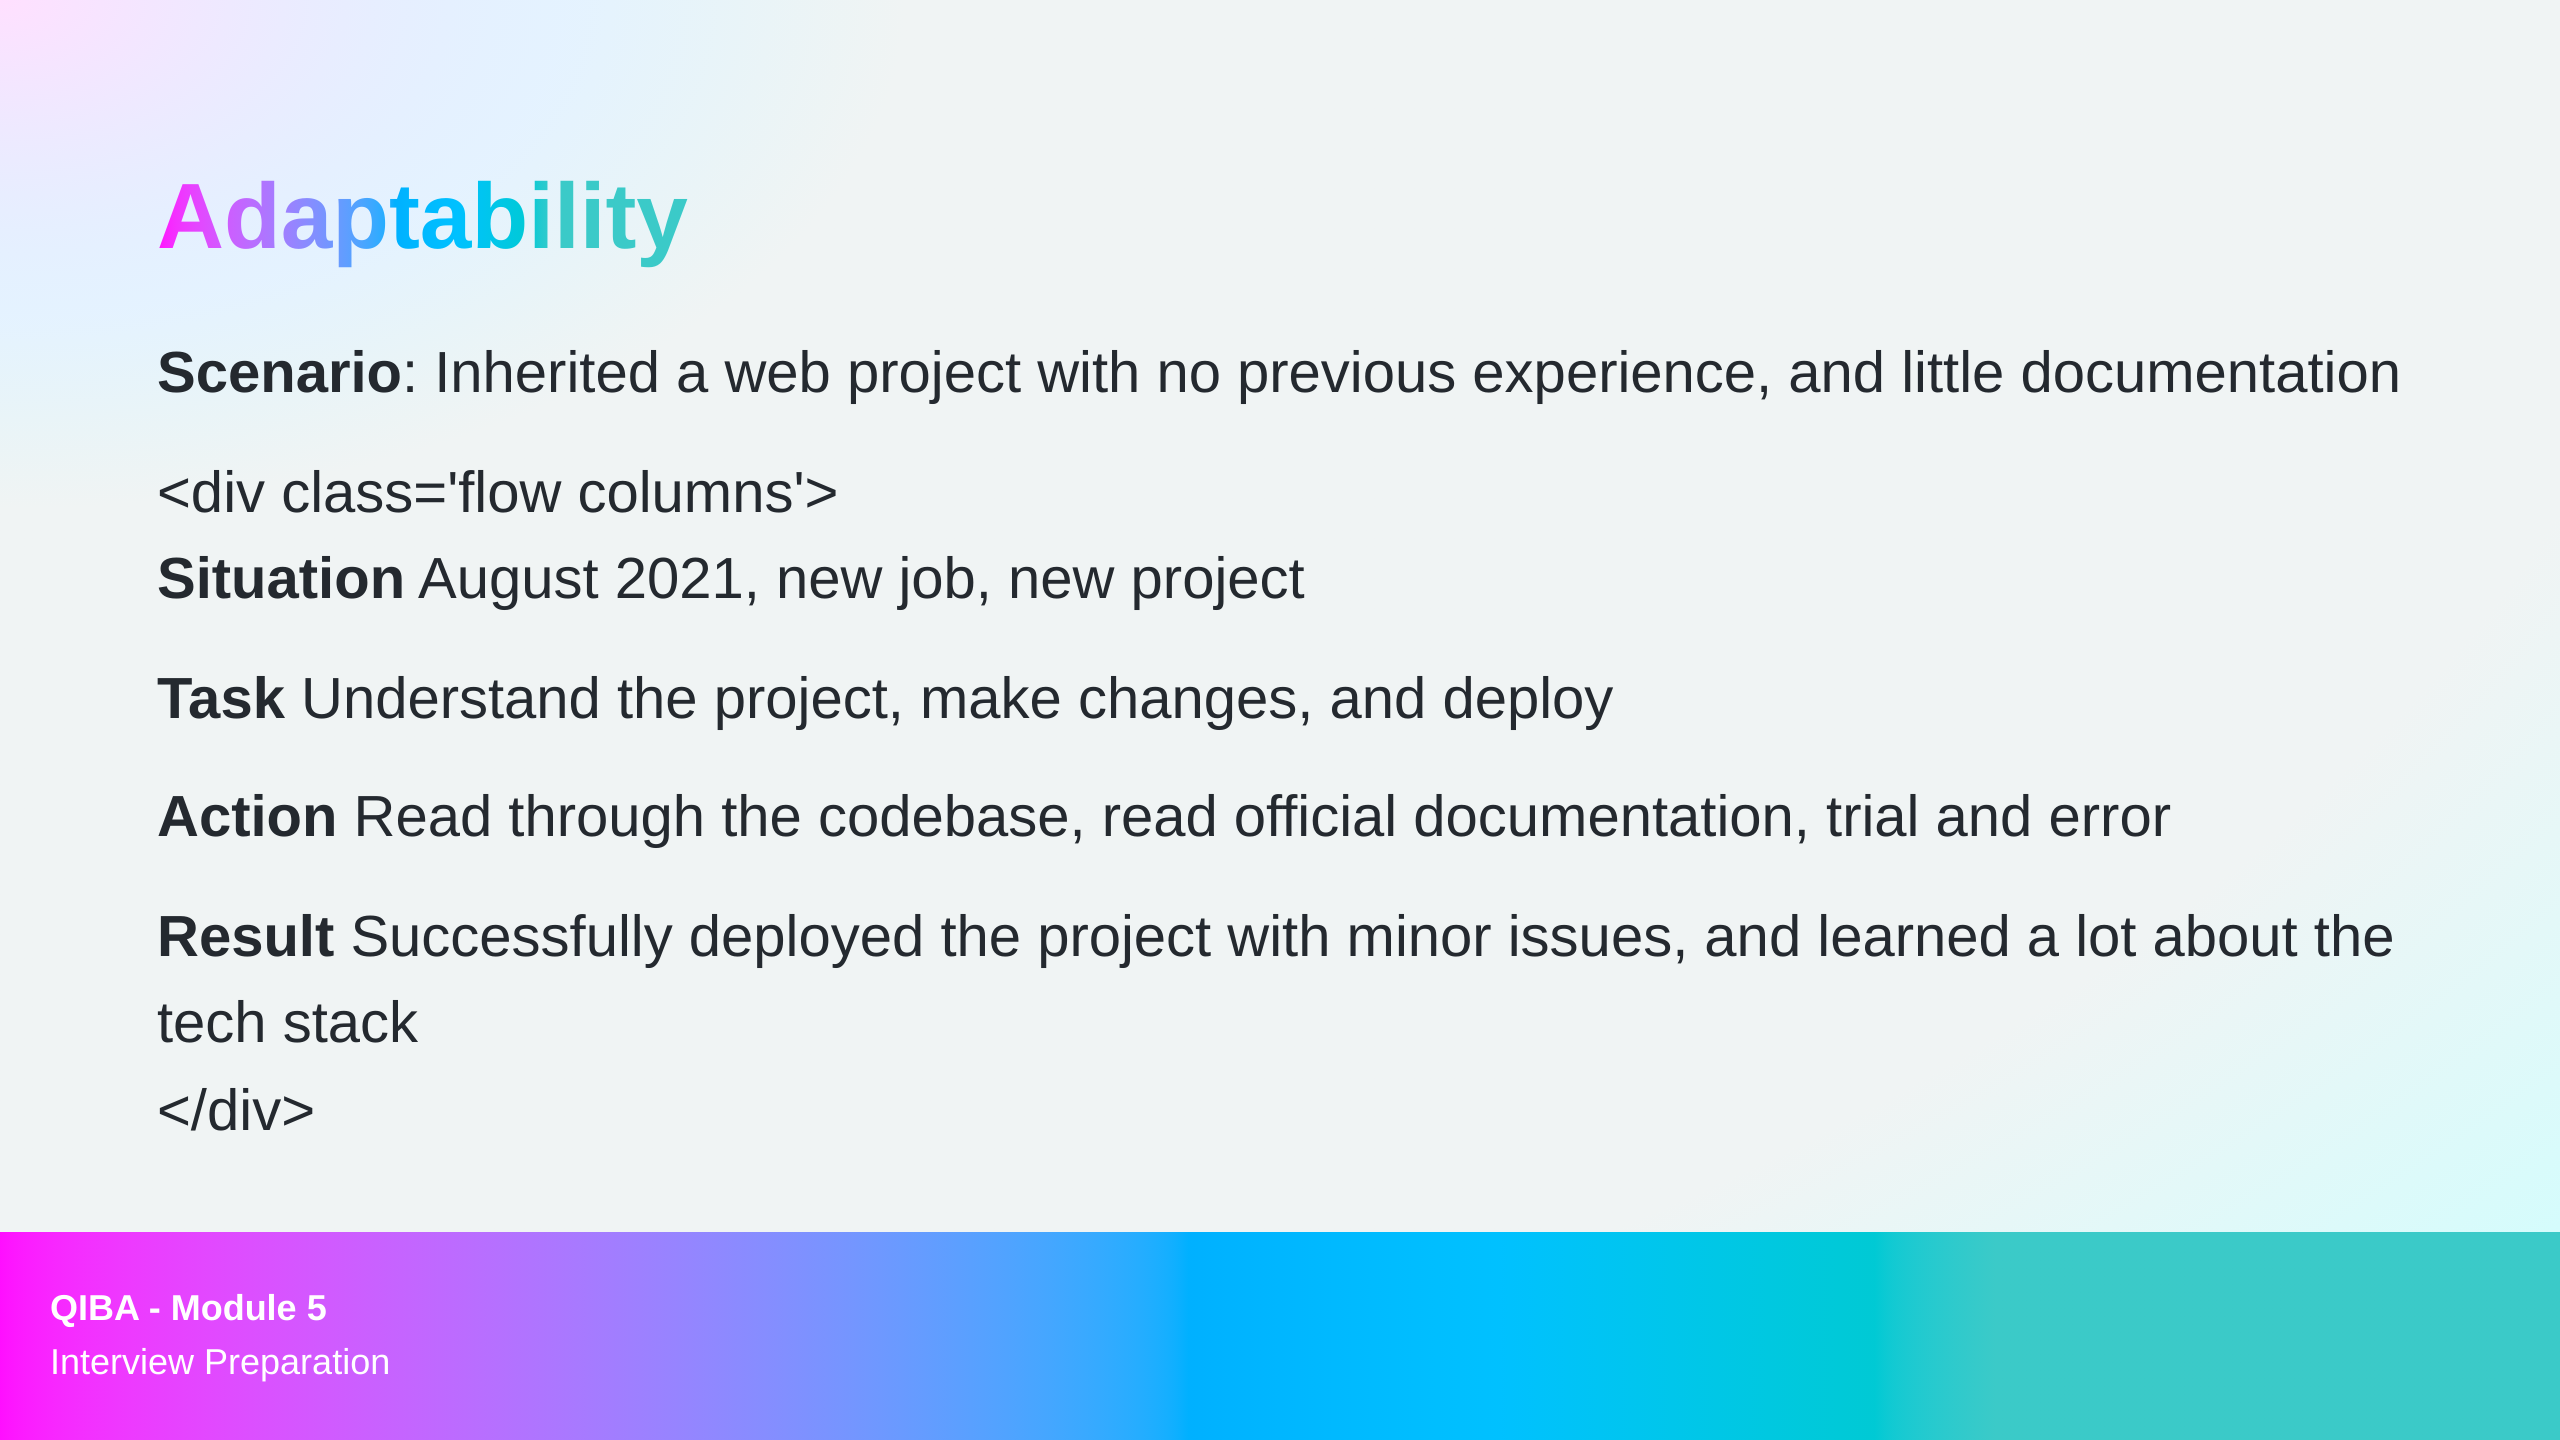 Adaptability
Scenario: Inherited a web project with no previous experience, and little documentation
<div class='flow columns'>
Situation August 2021, new job, new project
Task Understand the project, make changes, and deploy
Action Read through the codebase, read official documentation, trial and error
Result Successfully deployed the project with minor issues, and learned a lot about the
tech stack
</div>
QIBA - Module 5
Interview Preparation